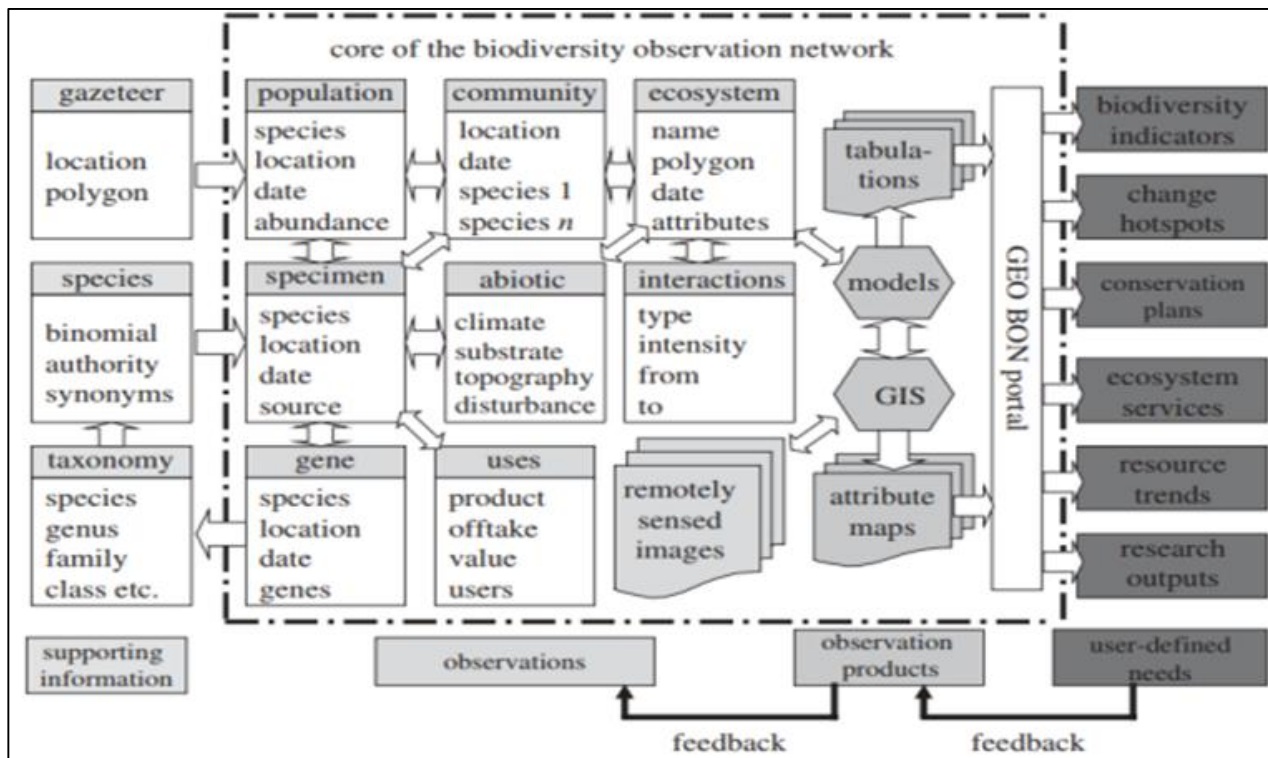 core of the biodiversity observation network
gazeteer
location
polygon
population
species
location
date
abundance
community
location
date
species 1
species n
ecosystem
name
polygon
date
attributes
tabula-
tions
species
binomial
authority
synonyms
specimen
species
location
date
source
abiotic
climate
substrate
topography
disturbance
interactions
type
intensity
from
to
models
GIS
taxonomy
species
genus
family
class etc.
gene
species
location
date
genes
uses
product
offtake
value
users
remotely
sensed
images
attribute
maps
GEO BON
portal
biodiversity
indicators
change
hotspots
conservation
plans
ecosystem
services
resource
trends
research
outputs
supporting
information
observations
observation
products
user-defined
needs
feedback
feedback